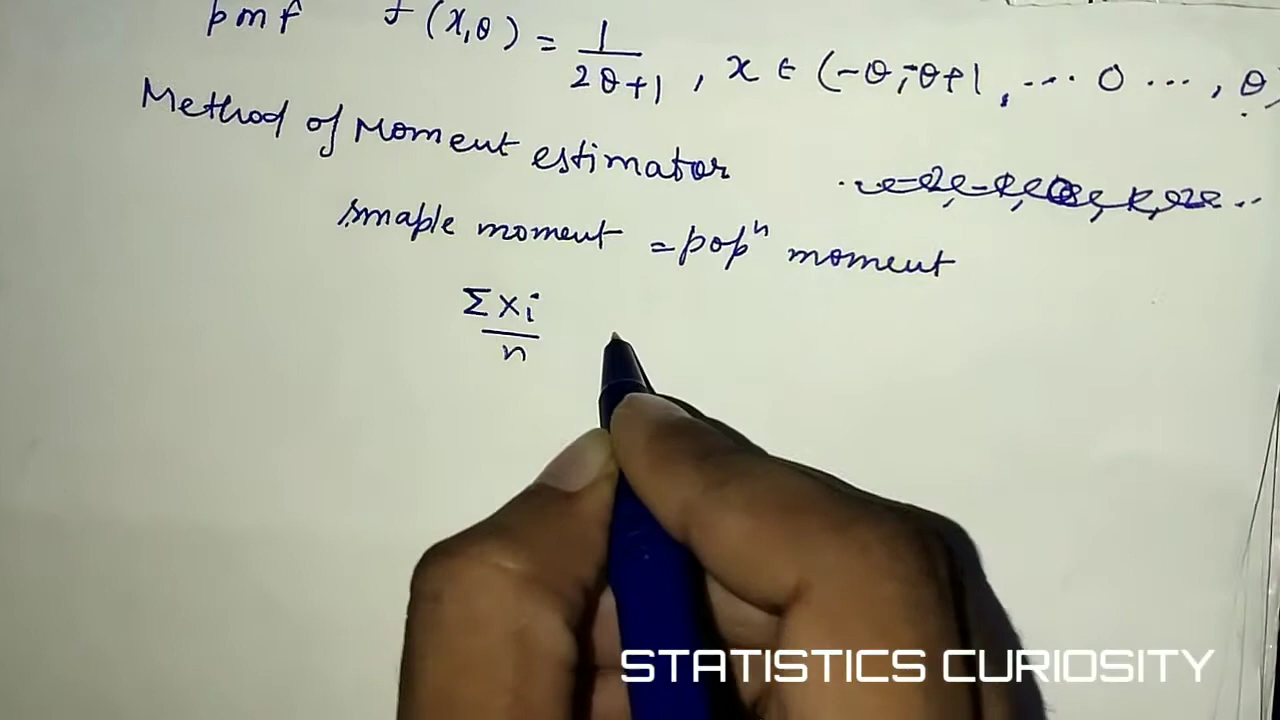 pmf f(x,θ) = 1/2θ+1 , x ∈ (-θ,-θ+1, .... 0 ..., θ)
Method of Moment estimator
smaple moment = popⁿ moment
Σxi/n
STATISTICS CURIOSITY